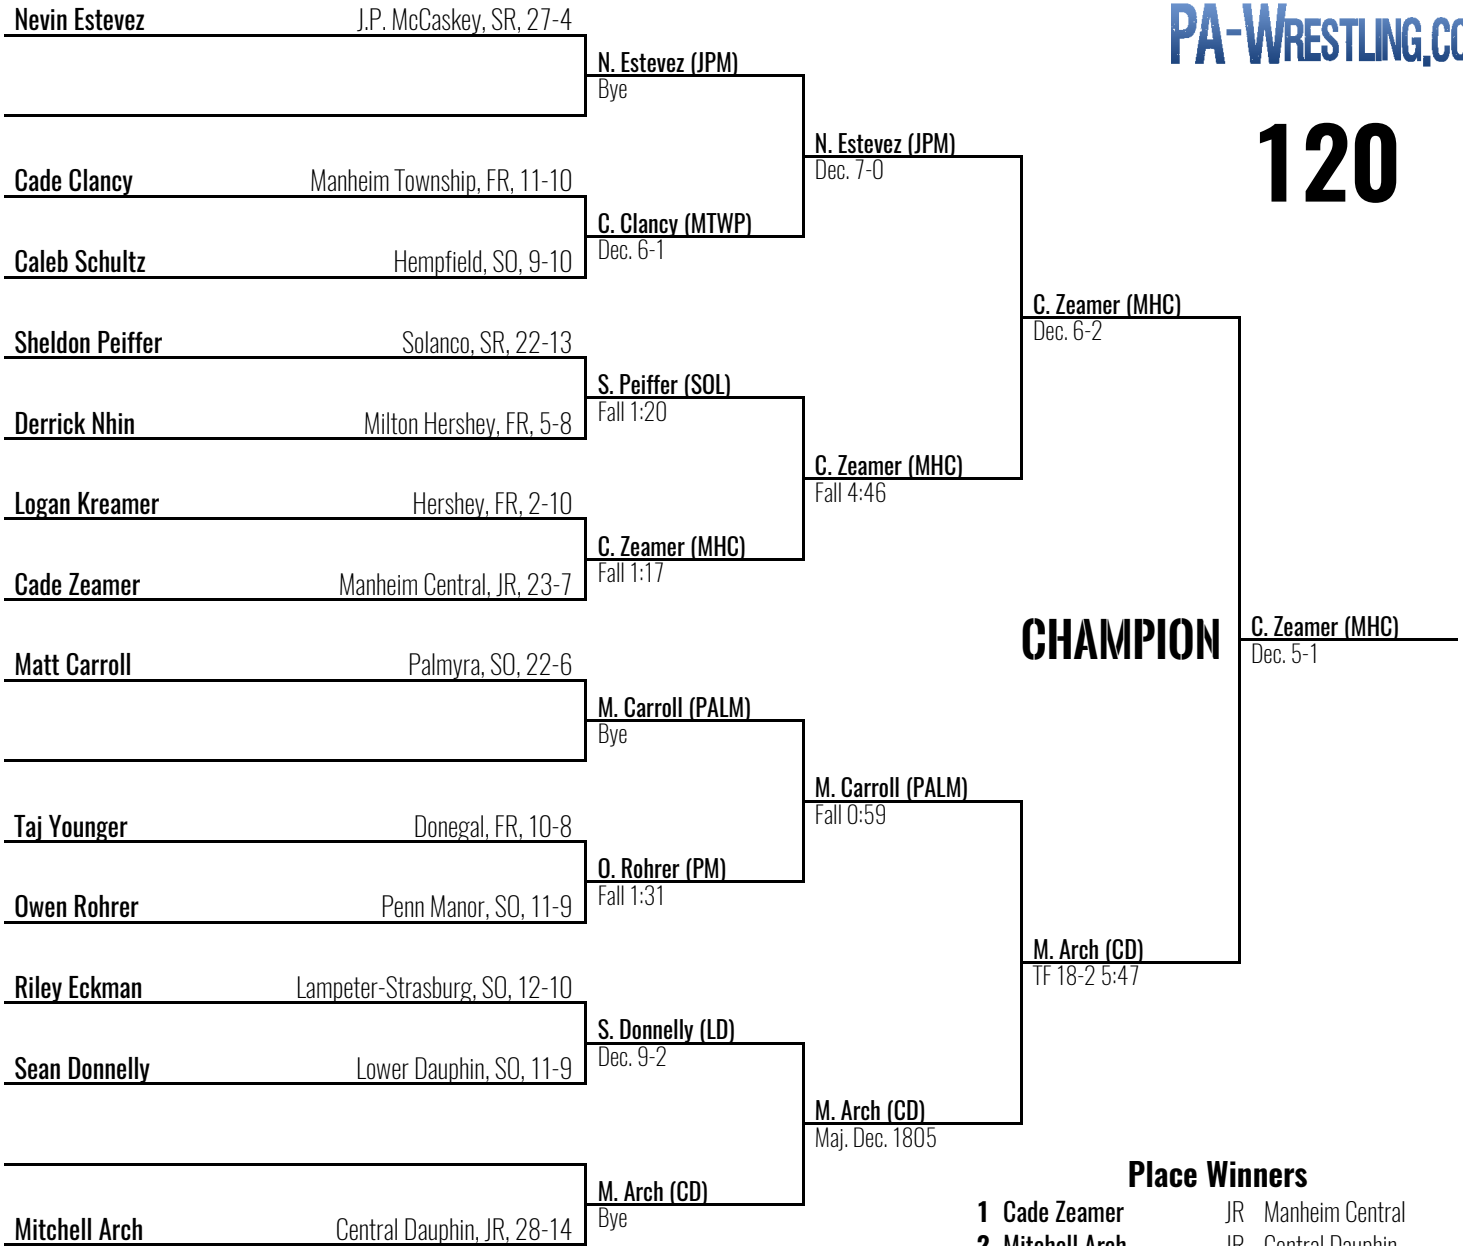 Nevin Estevez J.P. McCaskey, SR, 27-4
PA-WRESTLING.CO
N. Estevez (JPM)
Bye
120
N. Estevez (JPM)
Dec. 7-0
Cade Clancy Manheim Township, FR, 11-10
C. Clancy (MTWP)
Dec. 6-1
Caleb Schultz Hempfield, SO, 9-10
C. Zeamer (MHC)
Dec. 6-2
Sheldon Peiffer Solanco, SR, 22-13
S. Peiffer (SOL)
Fall 1:20
Derrick Nhin Milton Hershey, FR, 5-8
C. Zeamer (MHC)
Fall 4:46
Logan Kreamer Hershey, FR, 2-10
C. Zeamer (MHC)
Fall 1:17
Cade Zeamer Manheim Central, JR, 23-7
CHAMPION
C. Zeamer (MHC)
Dec. 5-1
Matt Carroll Palmyra, SO, 22-6
M. Carroll (PALM)
Bye
M. Carroll (PALM)
Fall 0:59
Taj Younger Donegal, FR, 10-8
O. Rohrer (PM)
Fall 1:31
Owen Rohrer Penn Manor, SO, 11-9
M. Arch (CD)
TF 18-2 5:47
Riley Eckman Lampeter-Strasburg, SO, 12-10
S. Donnelly (LD)
Dec. 9-2
Sean Donnelly Lower Dauphin, SO, 11-9
M. Arch (CD)
Maj. Dec. 1805
M. Arch (CD)
Bye
Mitchell Arch Central Dauphin, JR, 28-14
Place Winners
1 Cade Zeamer JR Manheim Central
2 Mitchell Arch JR Central Dauphin